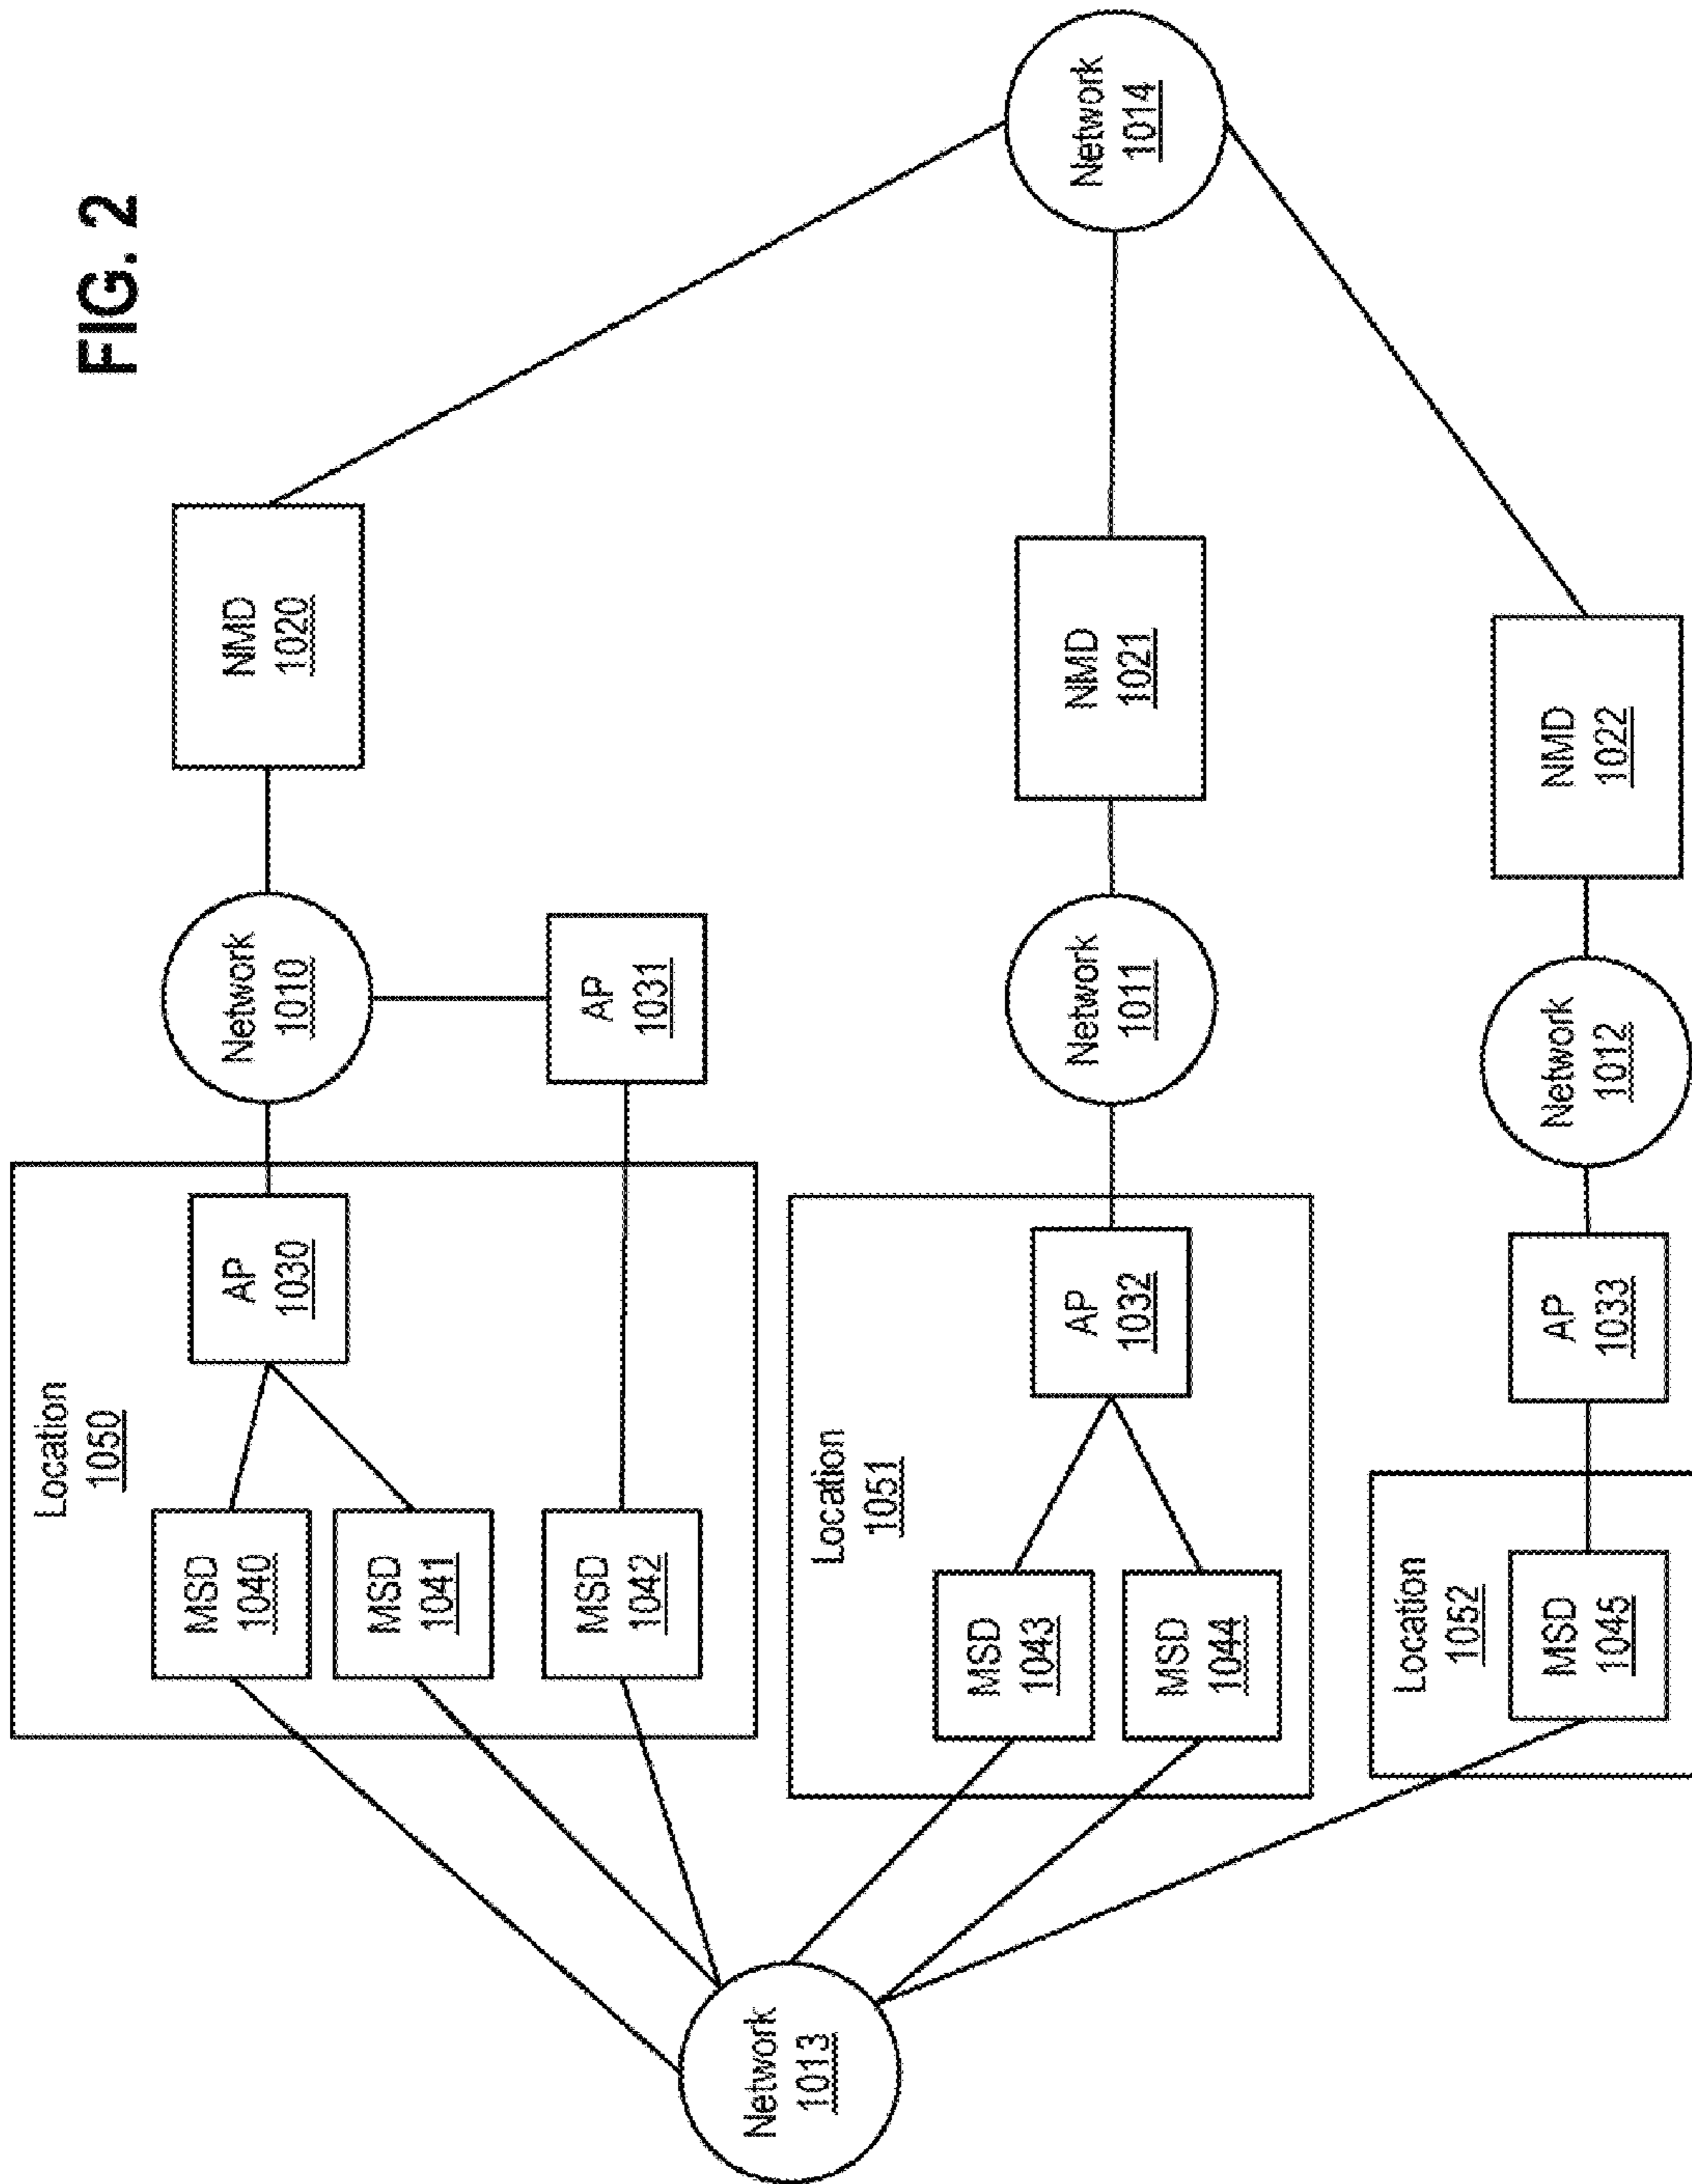 FIG. 2
Location
1050
MSD
1040
MSD
1041
MSD
1042
AP
1030
Network
1010
AP
1031
NMD
1020
Location
1051
MSD
1043
MSD
1044
AP
1032
Network
1011
NMD
1021
Location
1052
MSD
1045
AP
1033
Network
1012
NMD
1022
Network
1013
Network
1014